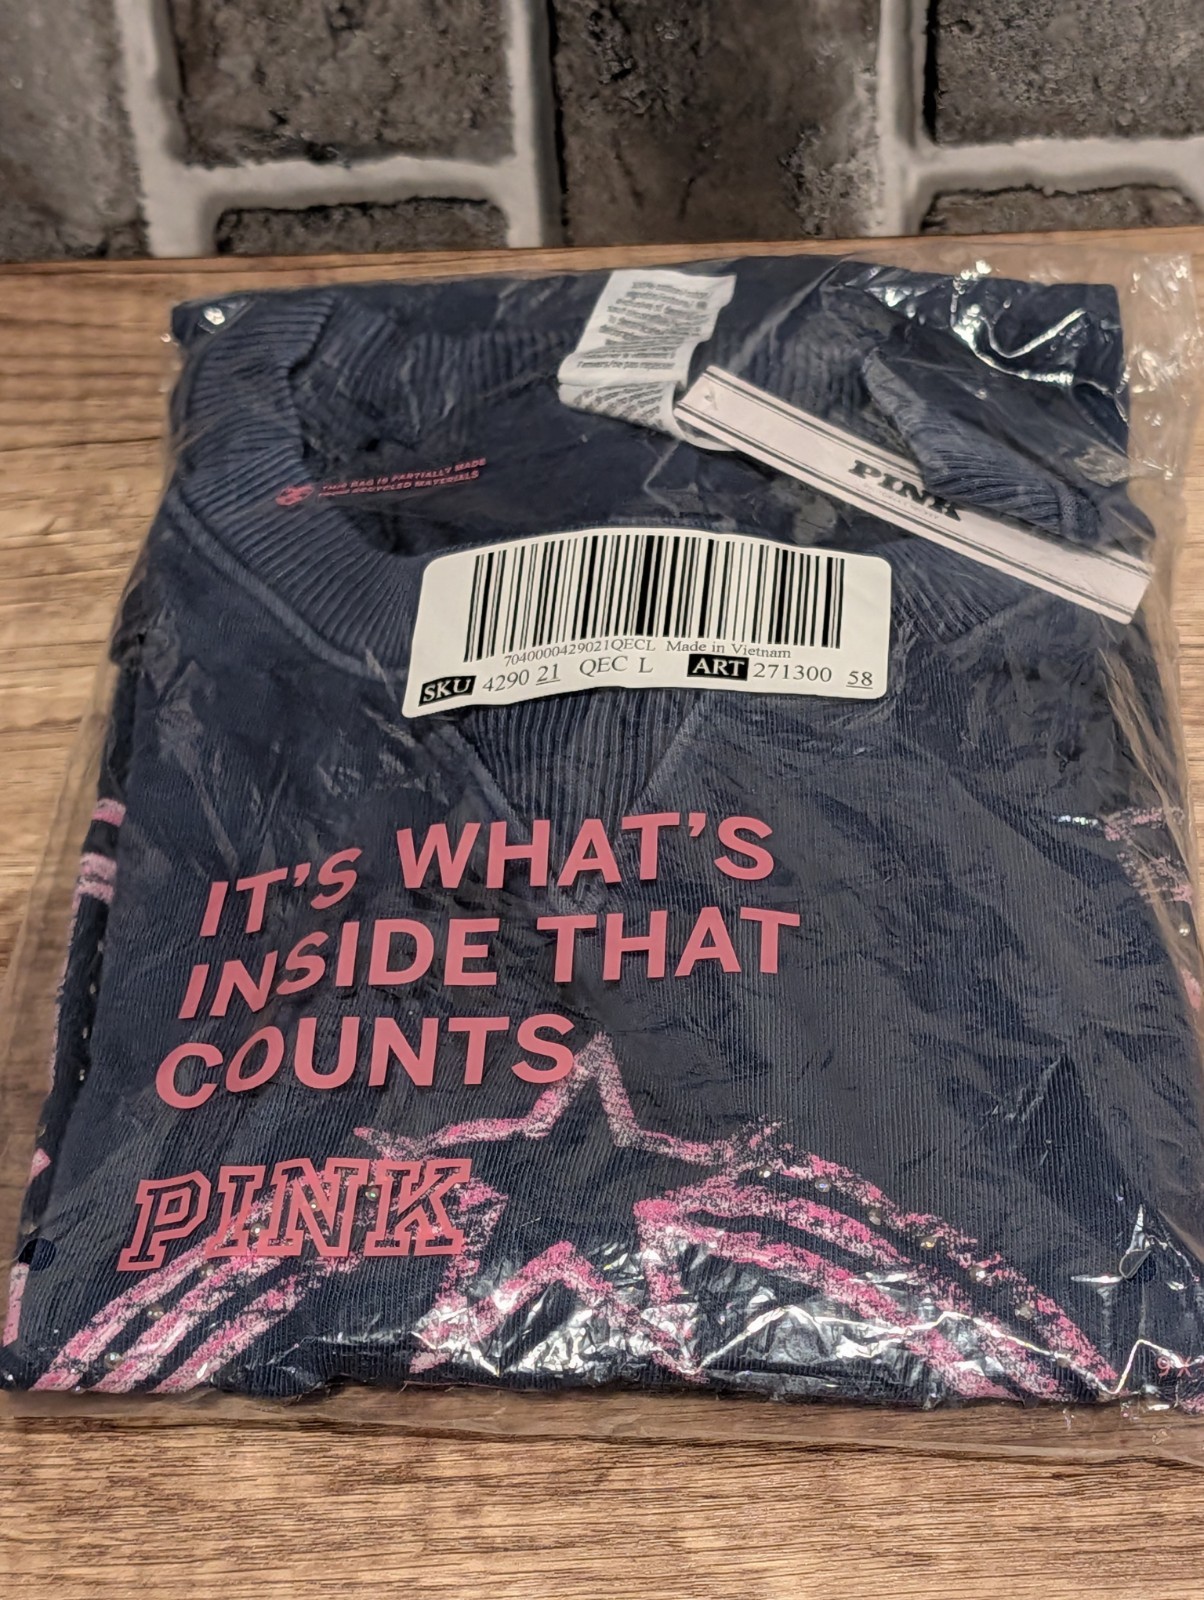 THIS BAG IS PARTIALLY MADE
FROM RECYCLED MATERIALS
PINK
7040000429021QECL Made in Vietnam
SKU 4290 21 QEC L ART 271300 58
IT'S WHAT'S
INSIDE THAT
COUNTS
PINK